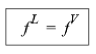 f^L = f^V